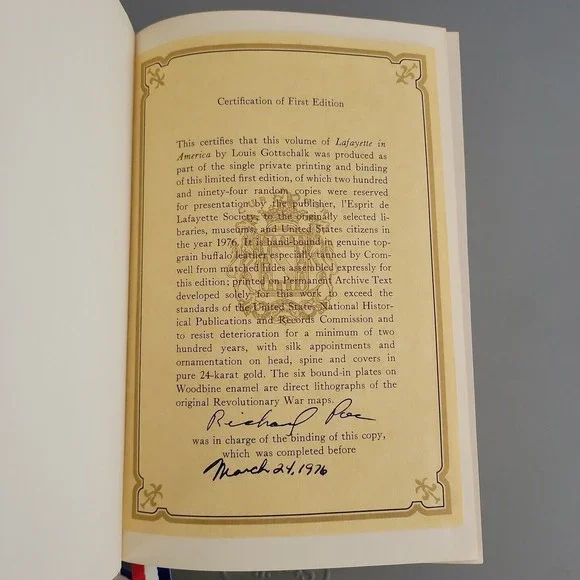 Certification of First Edition
This certifies that this volume of Lafayette in
America by Louis Gottschalk was produced as
part of the single private printing and binding
of this limited first edition, of which two hundred
and ninety-four random copies were reserved
for presentation by the publisher, l'Esprit de
Lafayette Society, to the originally selected li-
braries, museums, and United States citizens in
the year 1976. It is hand-bound in genuine top-
grain buffalo leather especially tanned by Crom-
well from matched hides assembled expressly for
this edition; printed on Permanent Archive Text
developed solely for this work to exceed the
standards of the United States National Histor-
ical Publications and Records Commission and
to resist deterioration for a minimum of two
hundred years, with silk appointments and
ornamentation on head, spine and covers in
pure 24-karat gold. The six bound-in plates on
Woodbine enamel are direct lithographs of the
original Revolutionary War maps.
Richard
was in charge of the binding of this copy,
which was completed before
March 24, 1976